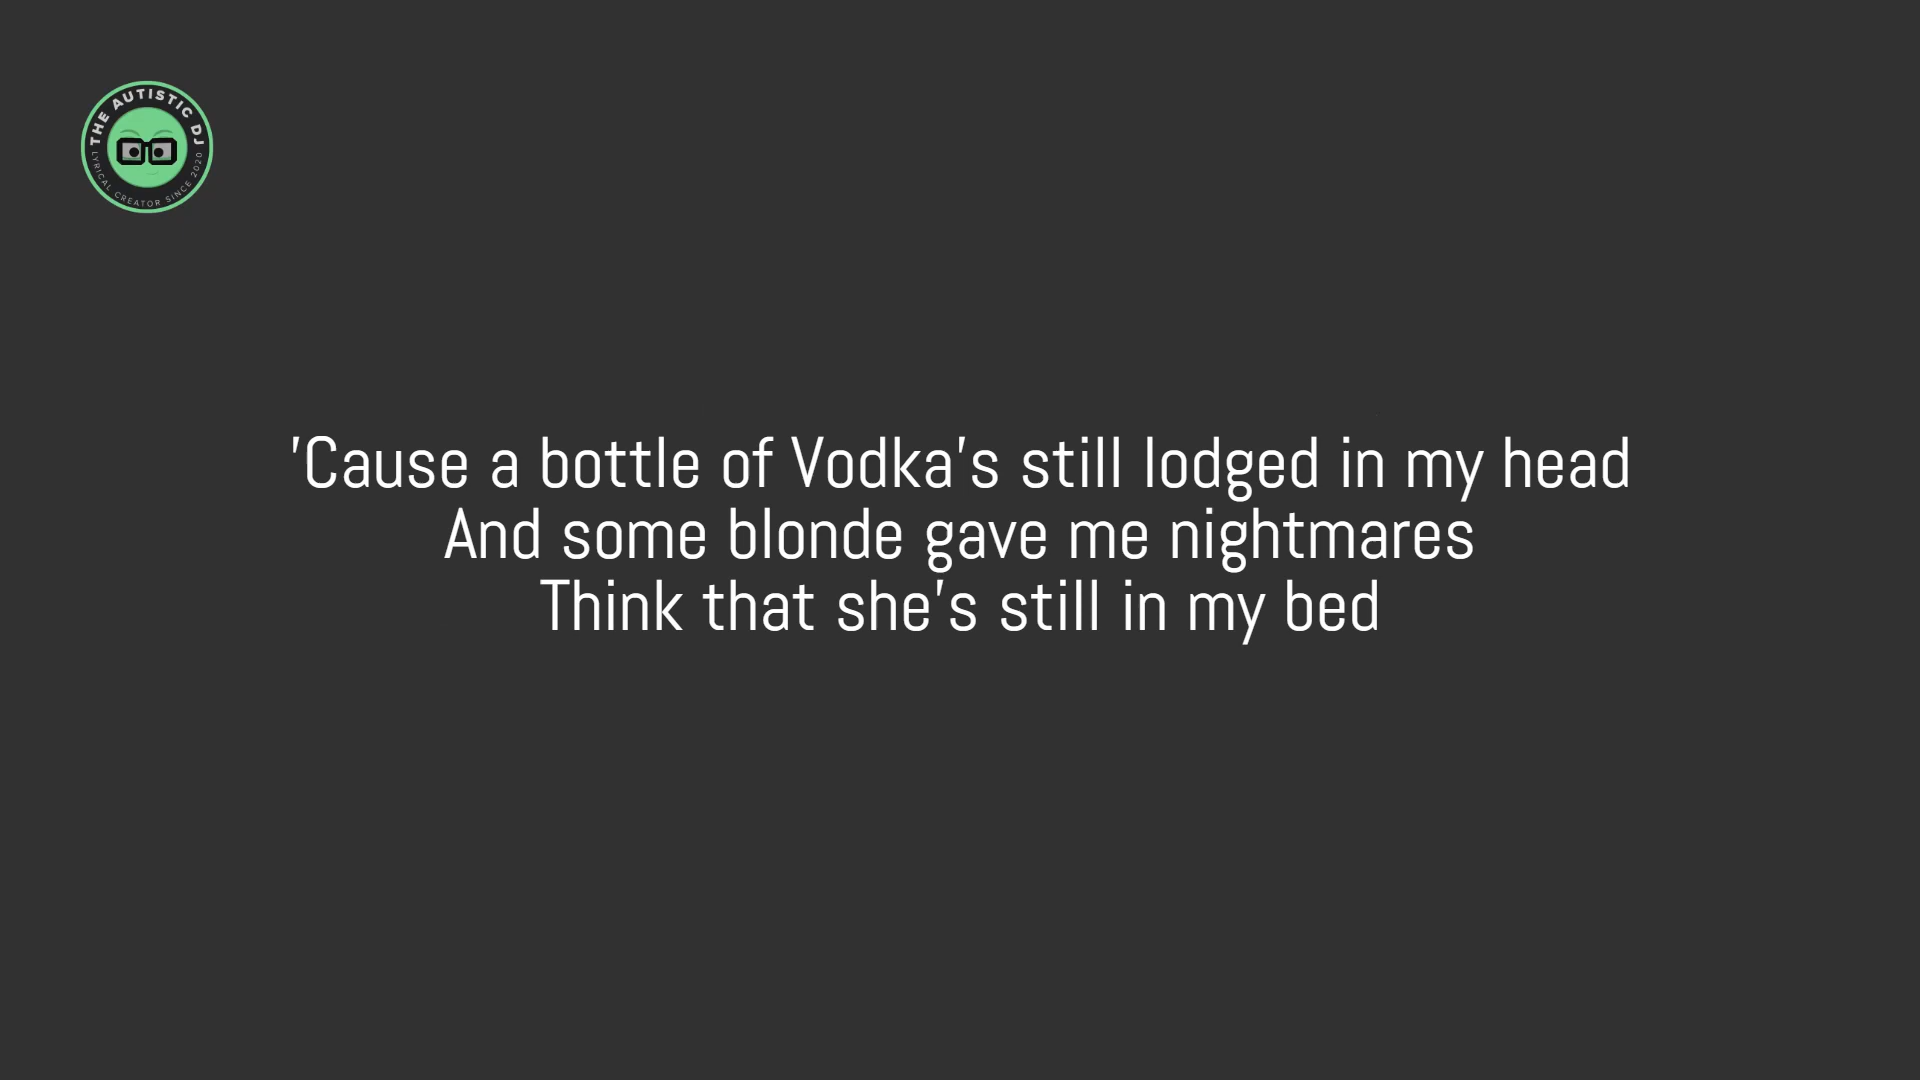 THE AUTISTIC DJ
LYRICAL CREATOR SINCE 2020
'Cause a bottle of Vodka's still lodged in my head
And some blonde gave me nightmares
Think that she's still in my bed